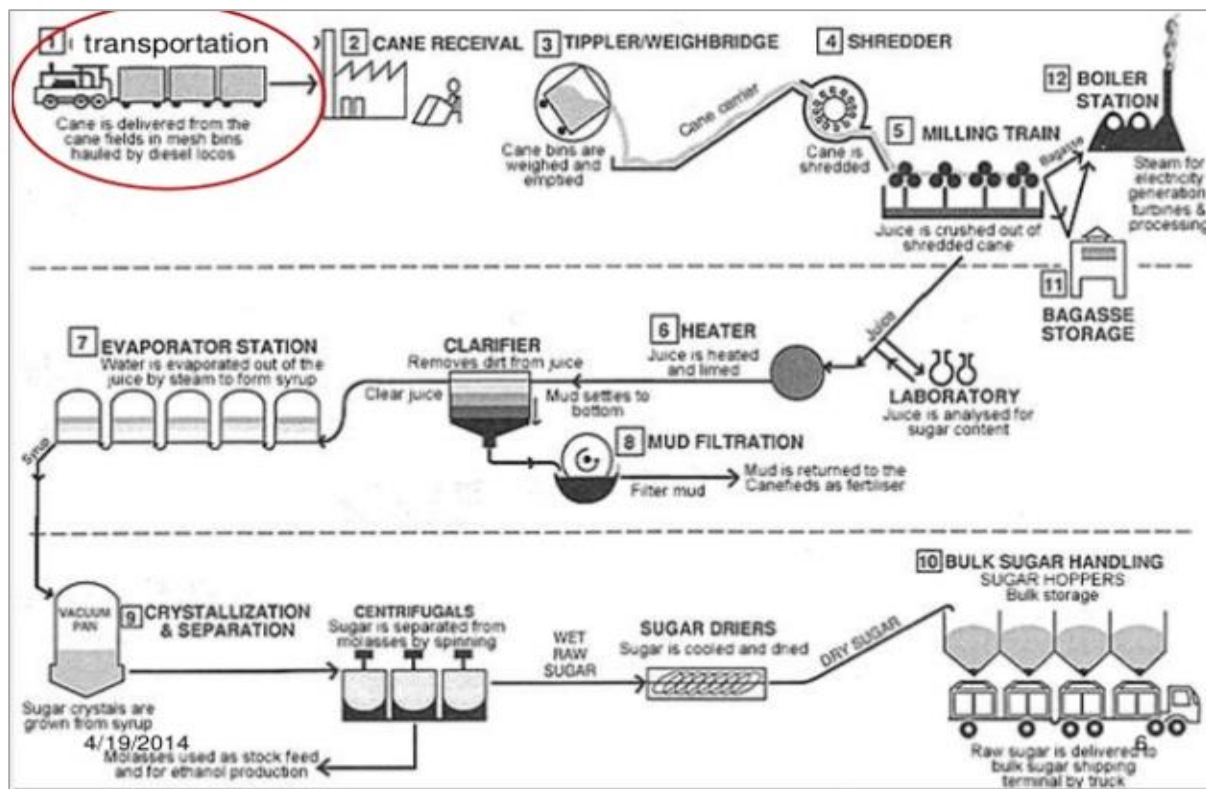 1
transportation
2 CANE RECEIVAL
3 TIPPLER/WEIGHBRIDGE
4 SHREDDER
12 BOILER
STATION
Cane is delivered from the
cane fields in mesh bins
hauled by diesel locos
Cane bins are
weighed and
emptied
Cane carrier
Cane is
shredded
5 MILLING TRAIN
Juice is crushed out of
shredded cane
Bagasse
Steam for
electricity
generation
turbines &
processing
11
BAGASSE
STORAGE
Juice
LABORATORY
Juice is analysed for
sugar content
6 HEATER
Juice is heated
and limed
CLARIFIER
Removes dirt from juice
Mud settles to
bottom
Clear juice
8 MUD FILTRATION
Filter mud
Mud is returned to the
Canefieds as fertiliser
7 EVAPORATOR STATION
Water is evaporated out of the
juice by steam to form syrup
Syrup
VACUUM
PAN
9 CRYSTALLIZATION
& SEPARATION
Sugar crystals are
grown from syrup
4/19/2014
CENTRIFUGALS
Sugar is separated from
molasses by spinning
Molasses used as stock feed
and for ethanol production
WET
RAW
SUGAR
SUGAR DRIERS
Sugar is cooled and dried
DRY SUGAR
10 BULK SUGAR HANDLING
SUGAR HOPPERS
Bulk storage
6
Raw sugar is delivered to
bulk sugar shipping
terminal by truck